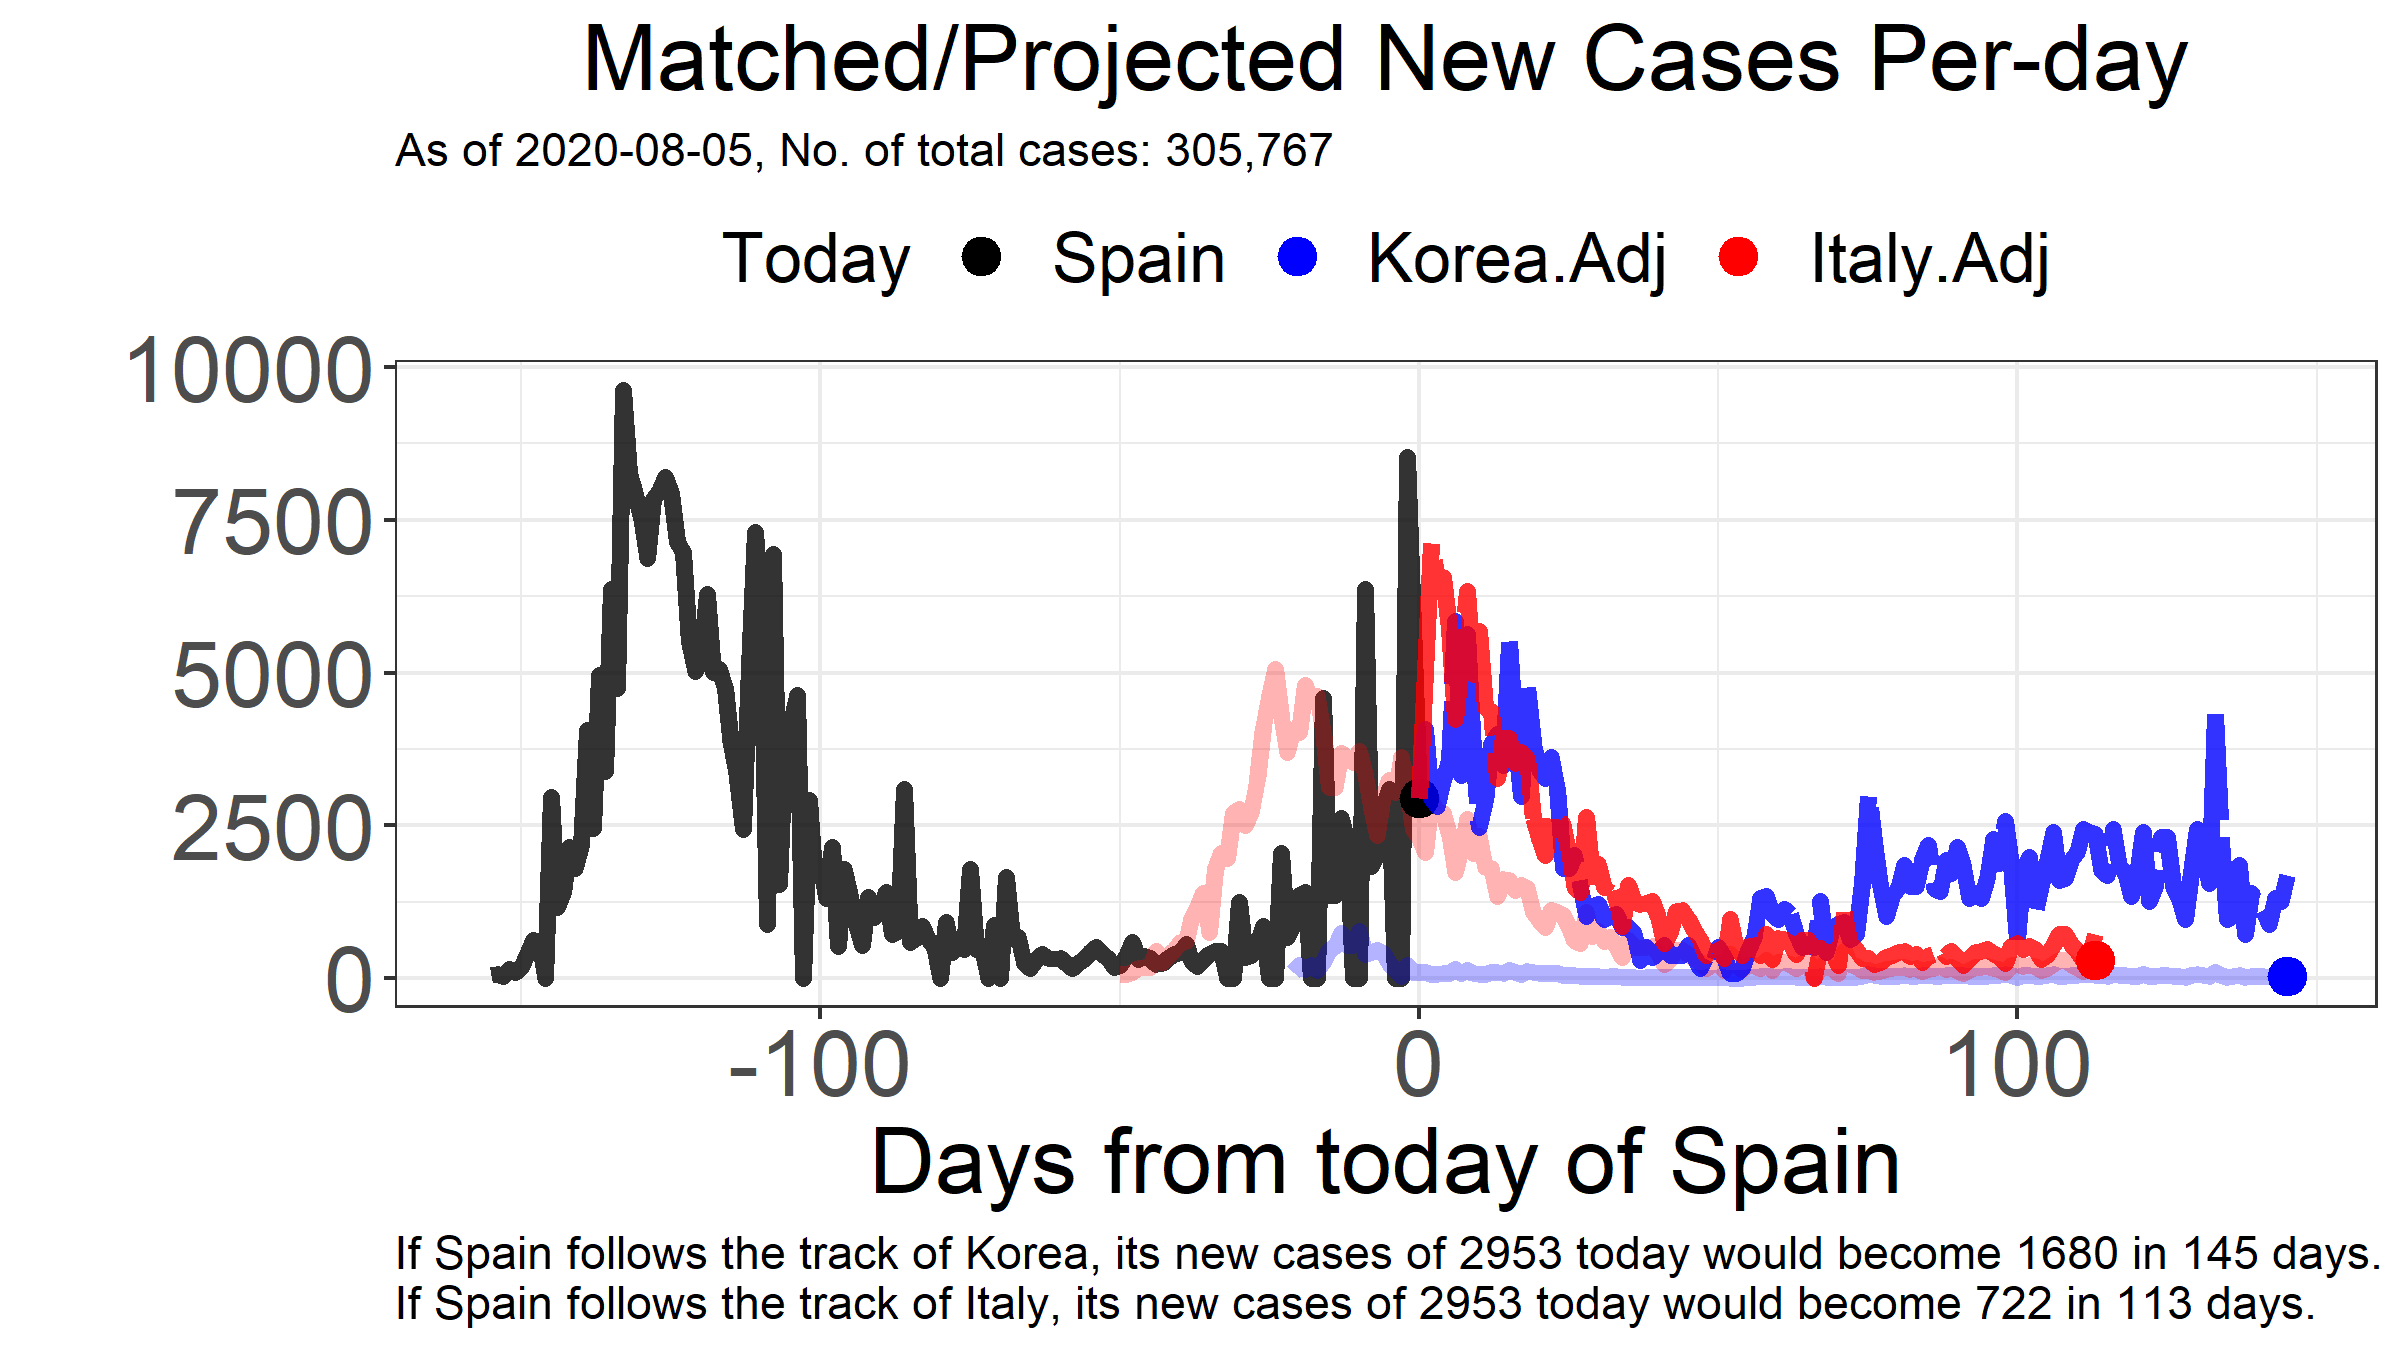 Matched/Projected New Cases Per-day
As of 2020-08-05, No. of total cases: 305,767
Today Spain Korea.Adj Italy.Adj
10000
7500
5000
2500
0
-100 0 100
Days from today of Spain
If Spain follows the track of Korea, its new cases of 2953 today would become 1680 in 145 days.
If Spain follows the track of Italy, its new cases of 2953 today would become 722 in 113 days.